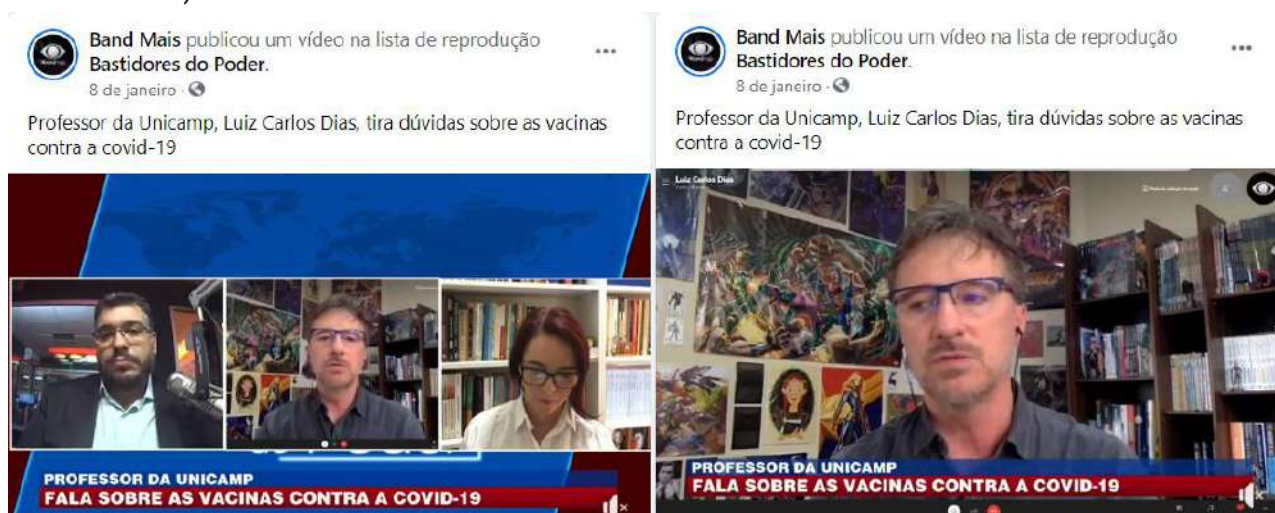 Band Mais publicou um vídeo na lista de reprodução
Bastidores do Poder.
8 de janeiro
Professor da Unicamp, Luiz Carlos Dias, tira dúvidas sobre as vacinas
contra a covid-19
PROFESSOR DA UNICAMP
FALA SOBRE AS VACINAS CONTRA A COVID-19
Band Mais publicou um vídeo na lista de reprodução
Bastidores do Poder.
8 de janeiro
Professor da Unicamp, Luiz Carlos Dias, tira dúvidas sobre as vacinas
contra a covid-19
Luiz Carlos Dias
PROFESSOR DA UNICAMP
FALA SOBRE AS VACINAS CONTRA A COVID-19